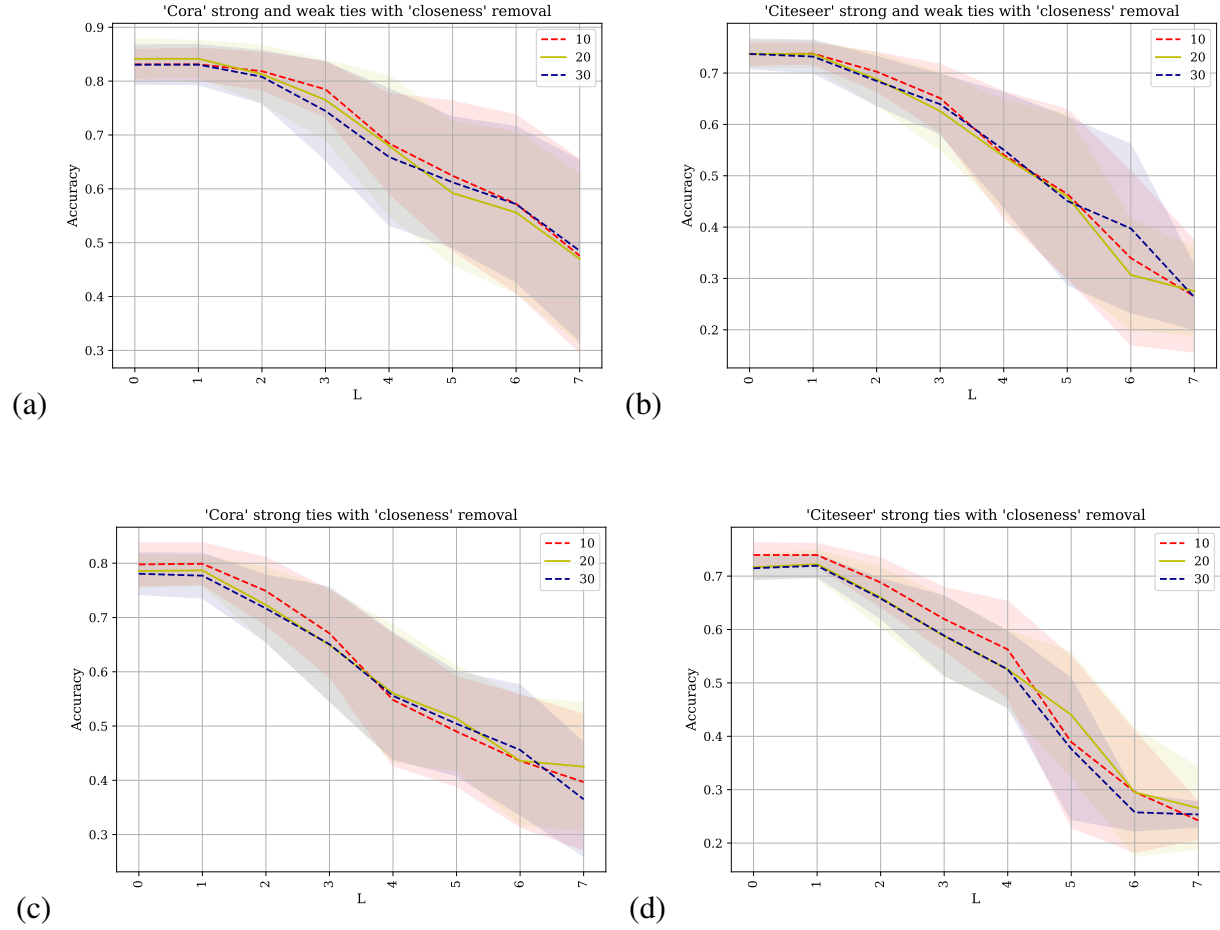 'Cora' strong and weak ties with 'closeness' removal
0.9
0.8
0.7
0.6
0.5
0.4
0.3
Accuracy
10
20
30
0 1 2 3 4 5 6 7
L
(a)
'Citeseer' strong and weak ties with 'closeness' removal
0.7
0.6
0.5
0.4
0.3
0.2
Accuracy
10
20
30
0 1 2 3 4 5 6 7
L
(b)
'Cora' strong ties with 'closeness' removal
0.8
0.7
0.6
0.5
0.4
0.3
Accuracy
10
20
30
0 1 2 3 4 5 6 7
L
(c)
'Citeseer' strong ties with 'closeness' removal
0.7
0.6
0.5
0.4
0.3
0.2
Accuracy
10
20
30
0 1 2 3 4 5 6 7
L
(d)